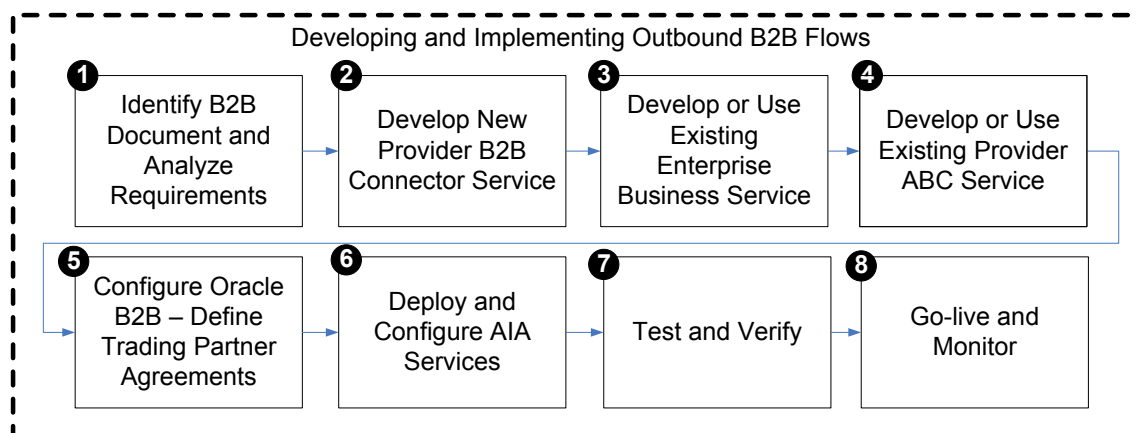 Developing and Implementing Outbound B2B Flows
1
Identify B2B
Document and
Analyze
Requirements
2
Develop New
Provider B2B
Connector Service
3
Develop or Use
Existing
Enterprise
Business Service
4
Develop or Use
Existing Provider
ABC Service
5
Configure Oracle
B2B – Define
Trading Partner
Agreements
6
Deploy and
Configure AIA
Services
7
Test and Verify
8
Go-live and
Monitor